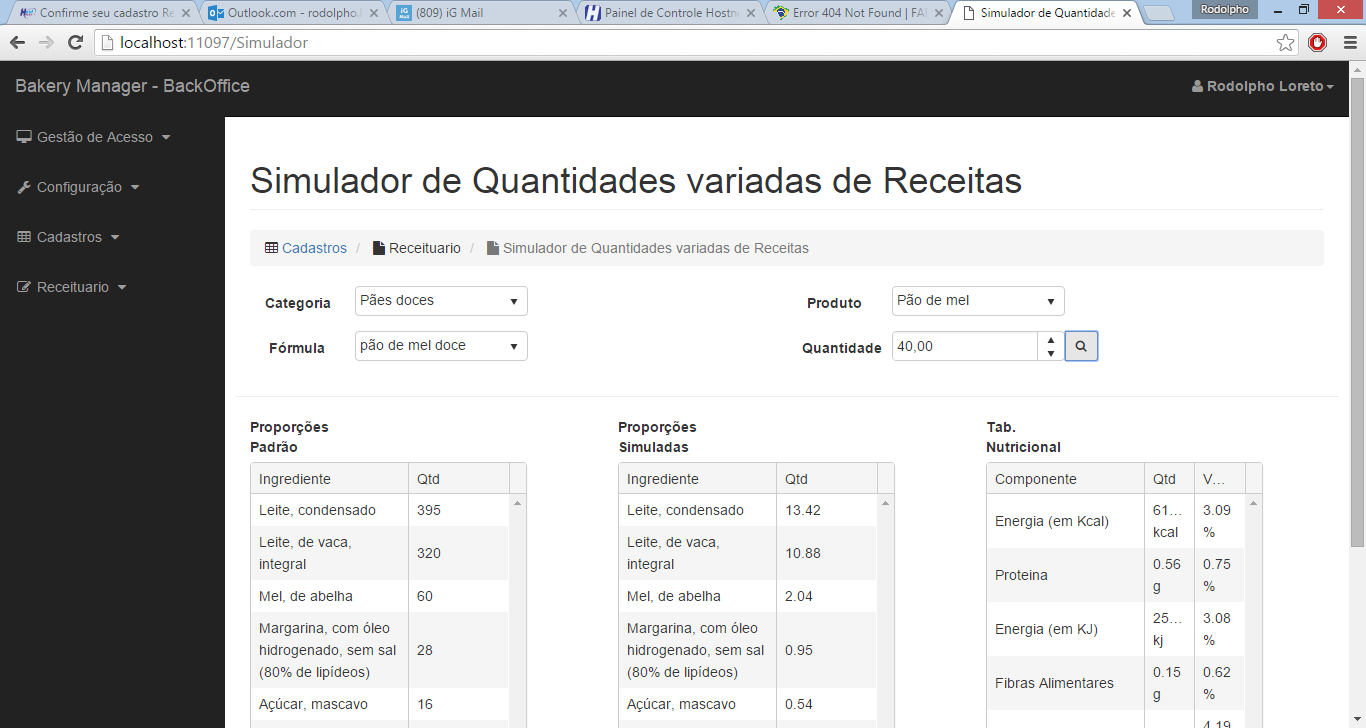 Confirme seu cadastro Re
Outlook.com - rodolpho.l
(809) iG Mail
Painel de Controle Hostn
Error 404 Not Found | FAI
Simulador de Quantidade
Rodolpho
localhost:11097/Simulador
Bakery Manager - BackOffice
Rodolpho Loreto
Gestão de Acesso
Configuração
Cadastros
Receituario
Simulador de Quantidades variadas de Receitas
Cadastros / Receituario / Simulador de Quantidades variadas de Receitas
Categoria Pães doces Produto Pão de mel
Fórmula pão de mel doce Quantidade 40,00
Proporções
Padrão
Ingrediente Qtd
Leite, condensado 395
Leite, de vaca,
integral 320
Mel, de abelha 60
Margarina, com óleo
hidrogenado, sem sal 28
(80% de lipídeos)
Açúcar, mascavo 16
Proporções
Simuladas
Ingrediente Qtd
Leite, condensado 13.42
Leite, de vaca,
integral 10.88
Mel, de abelha 2.04
Margarina, com óleo
hidrogenado, sem sal 0.95
(80% de lipídeos)
Açúcar, mascavo 0.54
Tab.
Nutricional
Componente Qtd V...
Energia (em Kcal) 61... kcal 3.09 %
Proteina 0.56 g 0.75 %
Energia (em KJ) 25... kj 3.08 %
Fibras Alimentares 0.15 g 0.62 %
4.19